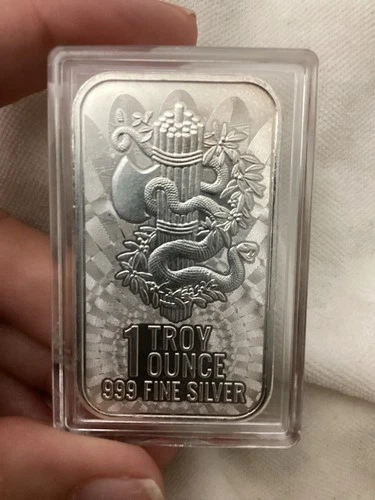 1 TROY
OUNCE
999 FINE SILVER